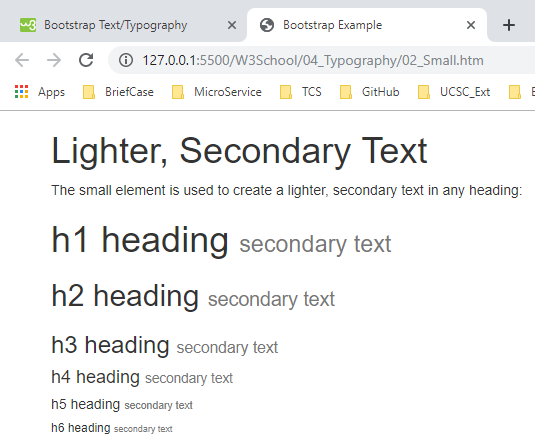 Bootstrap Text/Typography
Bootstrap Example
127.0.0.1:5500/W3School/04_Typography/02_Small.htm
Apps BriefCase MicroService TCS GitHub UCSC_Ext
Lighter, Secondary Text
The small element is used to create a lighter, secondary text in any heading:
h1 heading secondary text
h2 heading secondary text
h3 heading secondary text
h4 heading secondary text
h5 heading secondary text
h6 heading secondary text